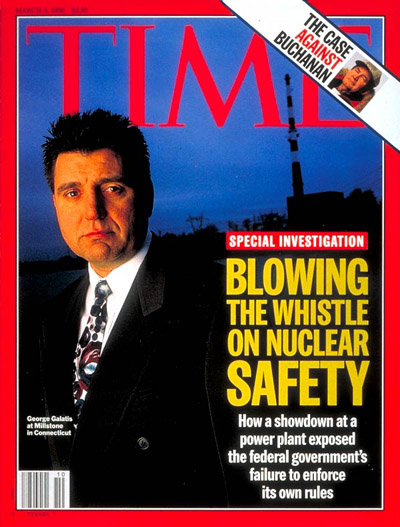 TIME
THE CASE
AGAINST
BUCHANAN
SPECIAL INVESTIGATION
BLOWING
THE WHISTLE
ON NUCLEAR
SAFETY
How a showdown at a
power plant exposed
the federal government's
failure to enforce
its own rules
George Galatis
at Millstone
in Connecticut
10